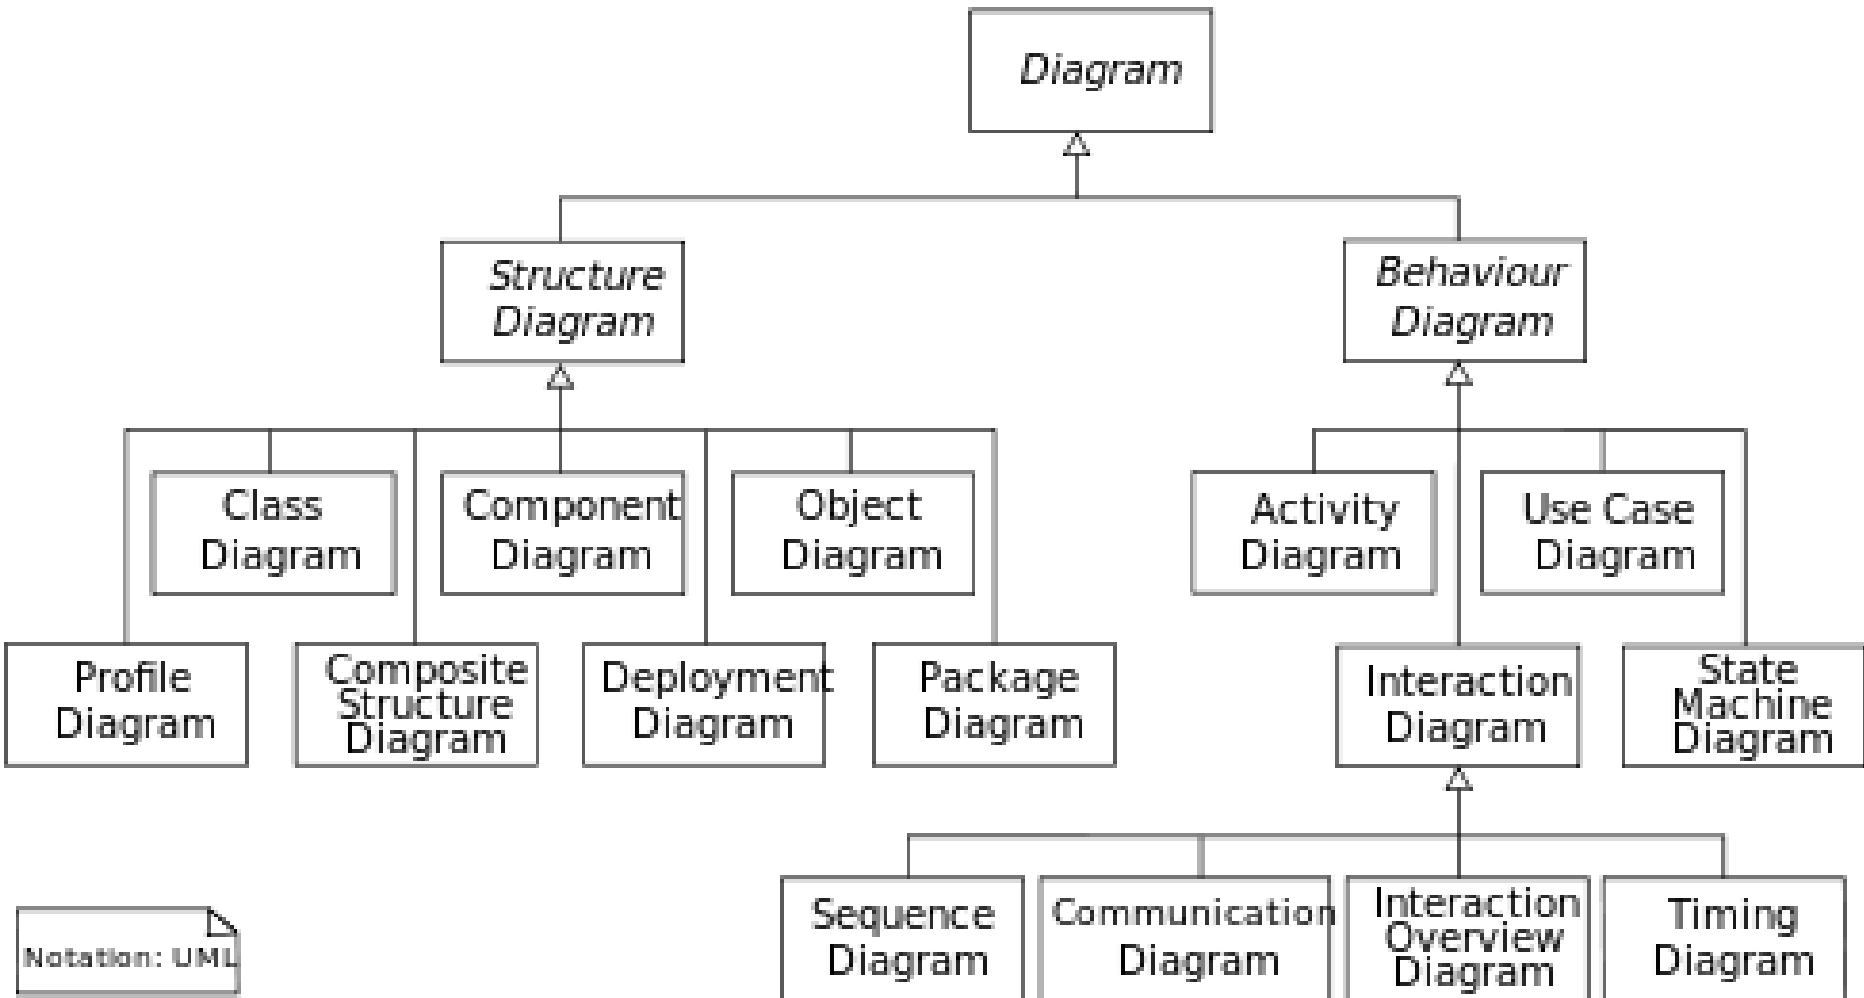 Diagram
Structure
Diagram
Behaviour
Diagram
Class
Diagram
Component
Diagram
Object
Diagram
Activity
Diagram
Use Case
Diagram
Profile
Diagram
Composite
Structure
Diagram
Deployment
Diagram
Package
Diagram
Interaction
Diagram
State
Machine
Diagram
Sequence
Diagram
Communication
Diagram
Interaction
Overview
Diagram
Timing
Diagram
Notation: UML